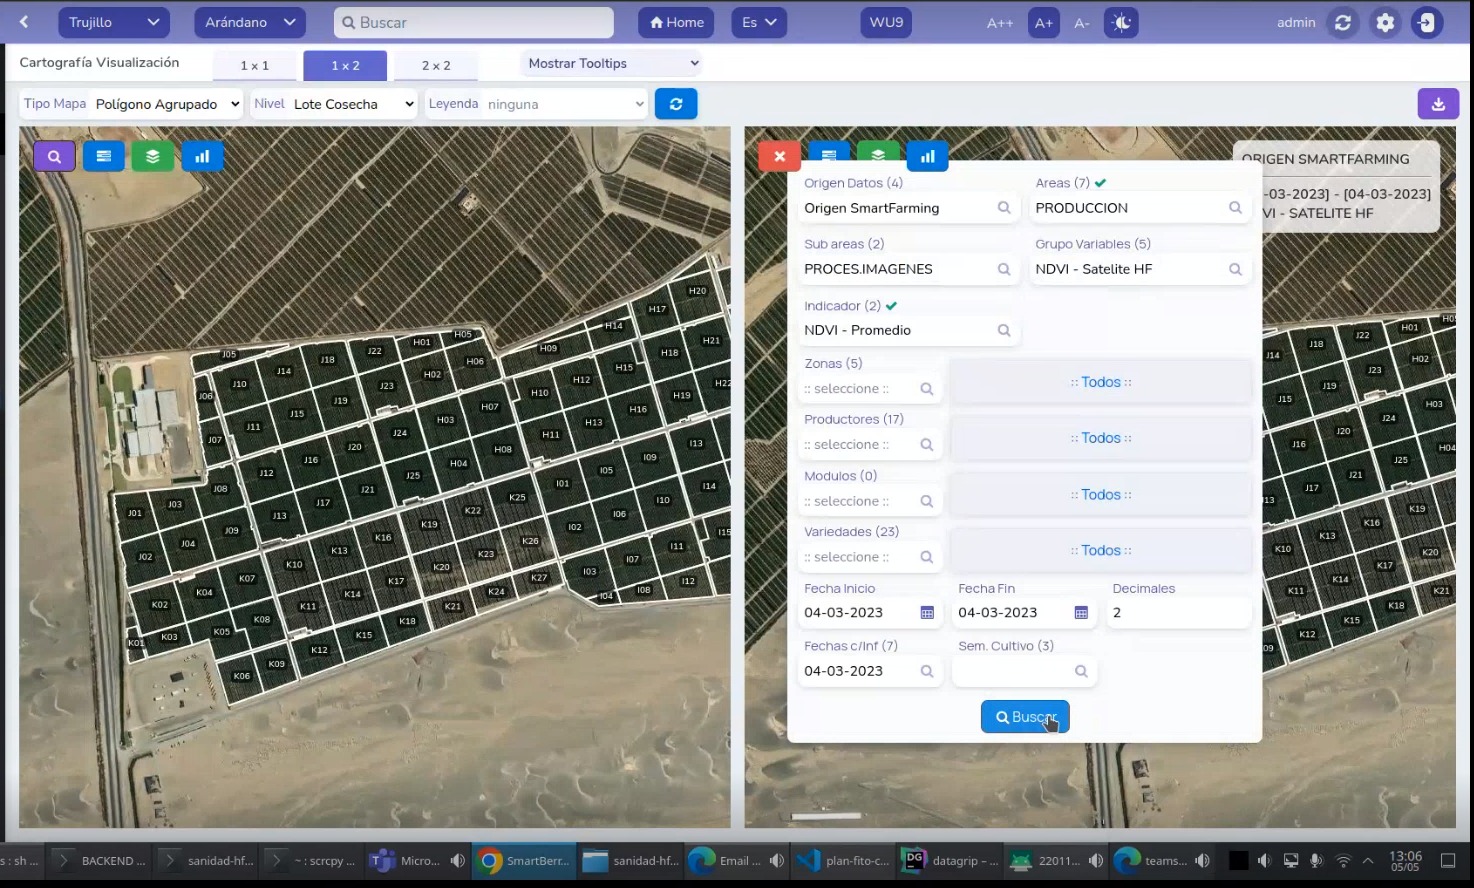 Trujillo
Arándano
Buscar
Home
Es
WU9
A++
A+
A-
admin
Cartografía Visualización
1 x 1
1 x 2
2 x 2
Mostrar Tooltips
Tipo Mapa Polígono Agrupado
Nivel Lote Cosecha
Leyenda ninguna
H20
H17
H14
H21
H05
H01
J22
J05
J18
H09
H15
H18
H06
J14
H02
H12
H22
J10
J23
H19
J06
J19
H10
H07
H16
J15
H03
H13
J11
J24
H11
I13
J07
J20
H08
I09
J16
H04
I05
J12
J25
I01
I14
J08
J21
K25
I10
J03
J17
K22
I06
J01
J13
K19
I02
I15
J09
K16
K26
J04
K13
K23
I11
J02
K10
K20
I07
K07
K17
K27
I03
I12
K04
K14
K24
I08
K02
K11
K21
I04
K08
K18
K05
K15
K03
K01
K12
K09
K06
ORIGEN SMARTFARMING
-03-2023] - [04-03-2023]
VI - SATELITE HF
Origen Datos (4)
Areas (7)
Origen SmartFarming
PRODUCCION
Sub areas (2)
Grupo Variables (5)
PROCES.IMAGENES
NDVI - Satelite HF
Indicador (2)
NDVI - Promedio
Zonas (5)
:: seleccione ::
:: Todos ::
Productores (17)
:: seleccione ::
:: Todos ::
Modulos (0)
:: seleccione ::
:: Todos ::
Variedades (23)
:: seleccione ::
:: Todos ::
Fecha Inicio
Fecha Fin
Decimales
04-03-2023
04-03-2023
2
Fechas c/Inf (7)
Sem. Cultivo (3)
04-03-2023
Buscar
H01
J22
J18
J14
H02
J23
J19
J15
H03
J24
J20
J16
H04
J25
J21
J17
J13
K19
K16
K13
K10
K20
K17
K14
K11
K21
K18
K15
K12
K09
s : sh ...
BACKEND ...
sanidad-hf...
~ : scrcpy ...
Micro...
SmartBerr...
sanidad-hf...
Email ...
plan-fito-c...
DG
datagrip – ...
22011...
teams...
13:06
05/05